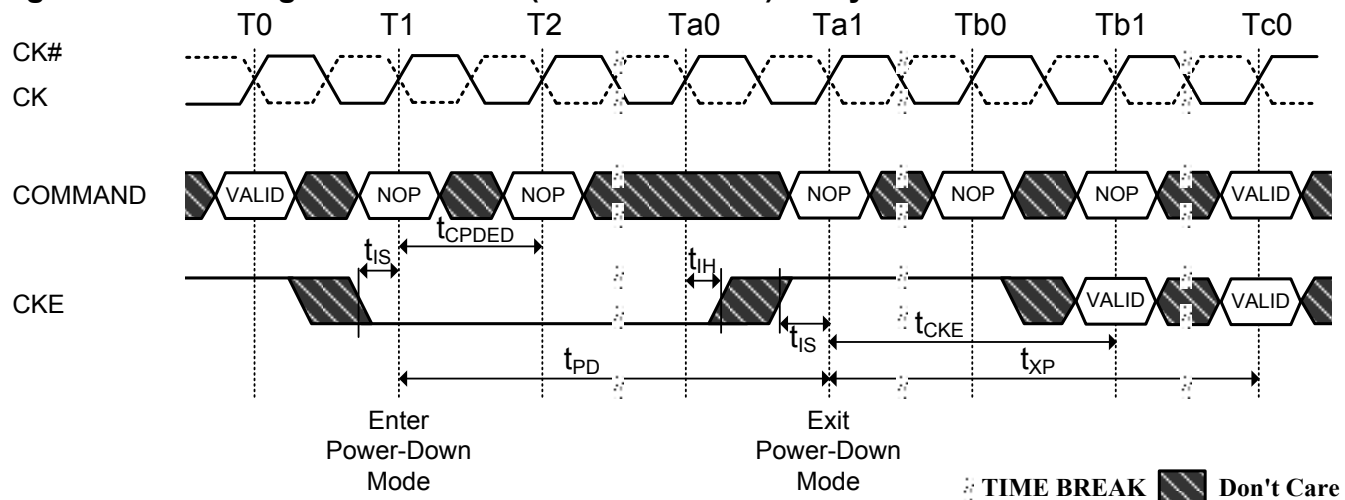 T0 T1 T2 Ta0 Ta1 Tb0 Tb1 Tc0
CK#
CK
COMMAND VALID NOP NOP NOP NOP NOP VALID
tCPDED
tIS tIH
CKE VALID VALID
tIS tCKE
tPD tXP
Enter Power-Down Mode
Exit Power-Down Mode
TIME BREAK Don't Care